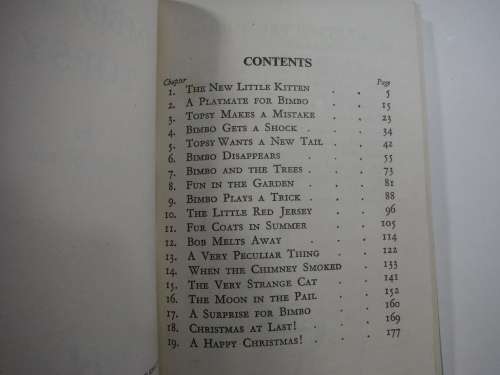 CONTENTS
Chapter Page
1. THE NEW LITTLE KITTEN . . 5
2. A PLAYMATE FOR BIMBO . . 15
3. TOPSY MAKES A MISTAKE . . 23
4. BIMBO GETS A SHOCK . . . 34
5. TOPSY WANTS A NEW TAIL . . 42
6. BIMBO DISAPPEARS . . . 55
7. BIMBO AND THE TREES . . . 73
8. FUN IN THE GARDEN . . . 81
9. BIMBO PLAYS A TRICK . . . 88
10. THE LITTLE RED JERSEY . . 96
11. FUR COATS IN SUMMER . . 105
12. BOB MELTS AWAY . . . 114
13. A VERY PECULIAR THING . . 122
14. WHEN THE CHIMNEY SMOKED . 133
15. THE VERY STRANGE CAT . . 141
16. THE MOON IN THE PAIL . . 152
17. A SURPRISE FOR BIMBO . . 160
18. CHRISTMAS AT LAST! . . . 169
19. A HAPPY CHRISTMAS! . . . 177